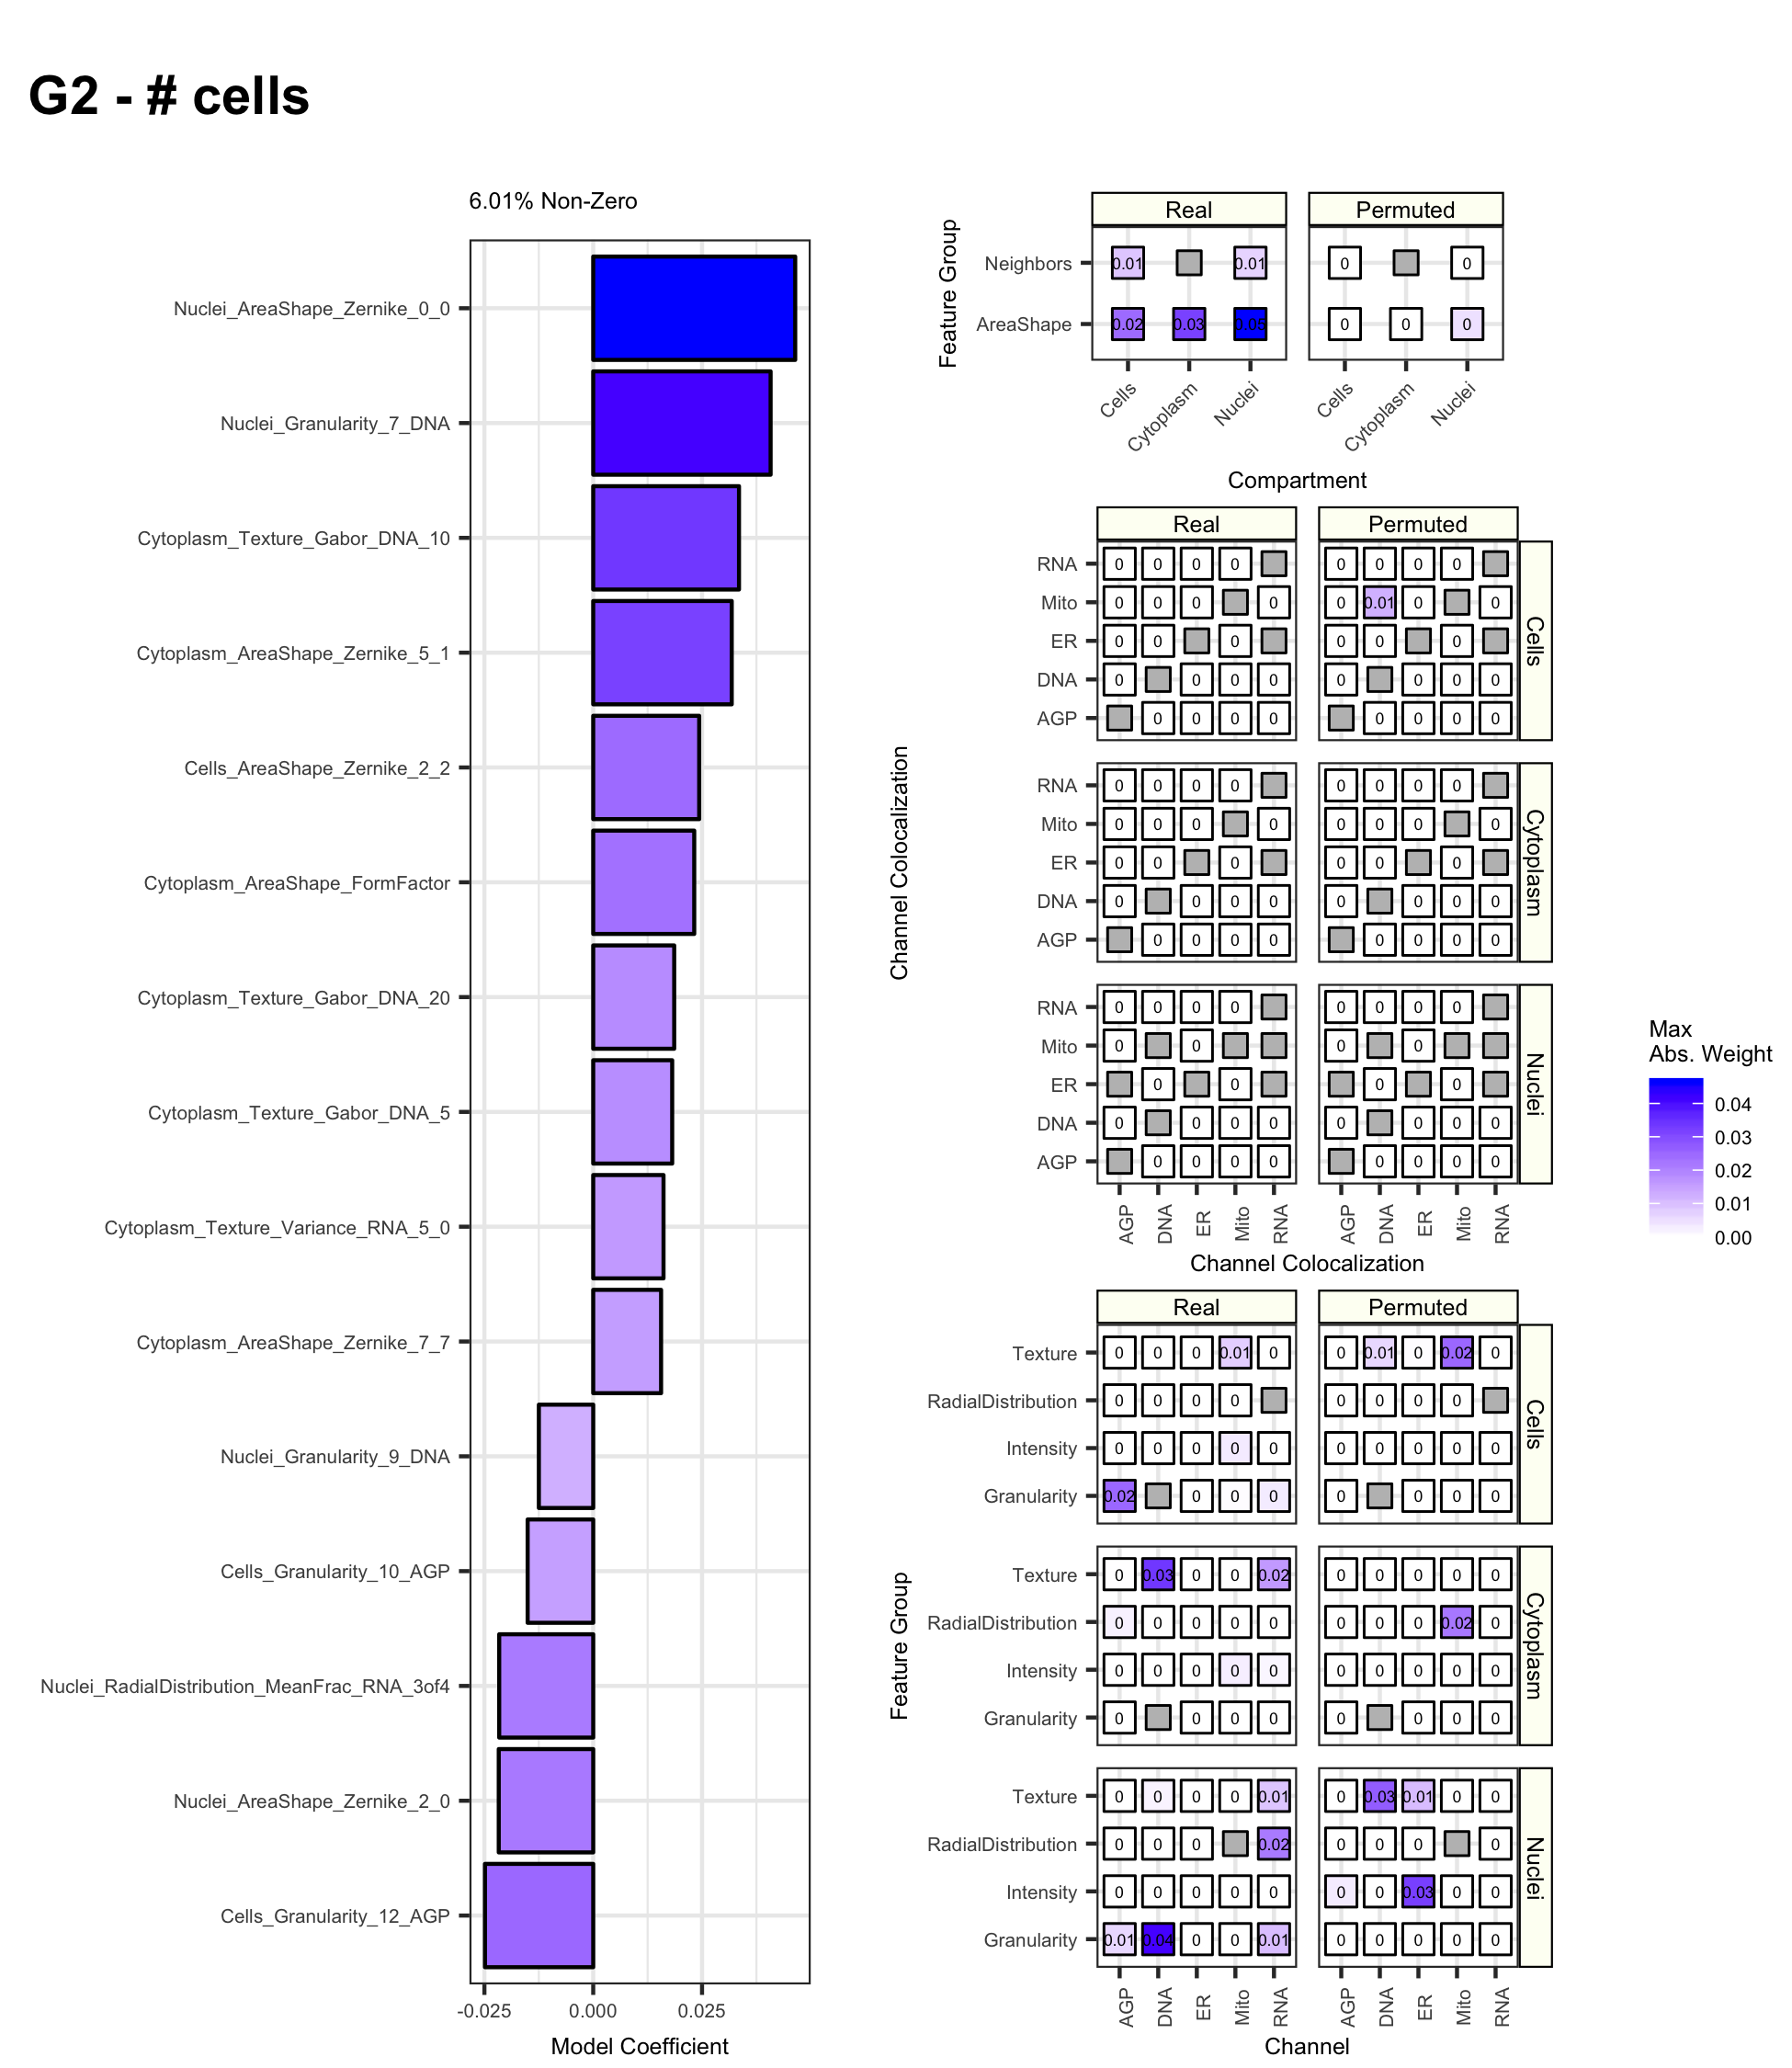 G2 - # cells
6.01% Non-Zero
Nuclei_AreaShape_Zernike_0_0
Nuclei_Granularity_7_DNA
Cytoplasm_Texture_Gabor_DNA_10
Cytoplasm_AreaShape_Zernike_5_1
Cells_AreaShape_Zernike_2_2
Cytoplasm_AreaShape_FormFactor
Cytoplasm_Texture_Gabor_DNA_20
Cytoplasm_Texture_Gabor_DNA_5
Cytoplasm_Texture_Variance_RNA_5_0
Cytoplasm_AreaShape_Zernike_7_7
Nuclei_Granularity_9_DNA
Cells_Granularity_10_AGP
Nuclei_RadialDistribution_MeanFrac_RNA_3of4
Nuclei_AreaShape_Zernike_2_0
Cells_Granularity_12_AGP
-0.025 0.000 0.025
Model Coefficient
Feature Group
Real Permuted
Neighbors 0.01 0.01 0 0
AreaShape 0.02 0.03 0.05 0 0 0
Cells Cytoplasm Nuclei Cells Cytoplasm Nuclei
Compartment
Channel Colocalization
Real Permuted
RNA 0 0 0 0 0 0 0 0
Mito 0 0 0 0 0 0.01 0 0
ER 0 0 0 0 0 0
DNA 0 0 0 0 0 0 0 0
AGP 0 0 0 0 0 0 0 0
Cells
RNA 0 0 0 0 0 0 0 0
Mito 0 0 0 0 0 0 0 0
ER 0 0 0 0 0 0
DNA 0 0 0 0 0 0 0 0
AGP 0 0 0 0 0 0 0 0
Cytoplasm
RNA 0 0 0 0 0 0 0 0
Mito 0 0 0 0
ER 0 0 0 0
DNA 0 0 0 0 0 0 0 0
AGP 0 0 0 0 0 0 0 0
Nuclei
AGP DNA ER Mito RNA AGP DNA ER Mito RNA
Channel Colocalization
Feature Group
Real Permuted
Texture 0 0 0 0.01 0 0 0.01 0 0.02 0
RadialDistribution 0 0 0 0 0 0 0 0
Intensity 0 0 0 0 0 0 0 0 0 0
Granularity 0.02 0 0 0 0 0 0 0
Cells
Texture 0 0.03 0 0 0.02 0 0 0 0 0
RadialDistribution 0 0 0 0 0 0 0 0 0.02 0
Intensity 0 0 0 0 0 0 0 0 0 0
Granularity 0 0 0 0 0 0 0 0
Cytoplasm
Texture 0 0 0 0 0.01 0 0.03 0.01 0 0
RadialDistribution 0 0 0 0.02 0 0 0 0
Intensity 0 0 0 0 0 0 0 0.03 0 0
Granularity 0.01 0.04 0 0 0.01 0 0 0 0 0
Nuclei
AGP DNA ER Mito RNA AGP DNA ER Mito RNA
Channel
Max
Abs. Weight
0.04
0.03
0.02
0.01
0.00